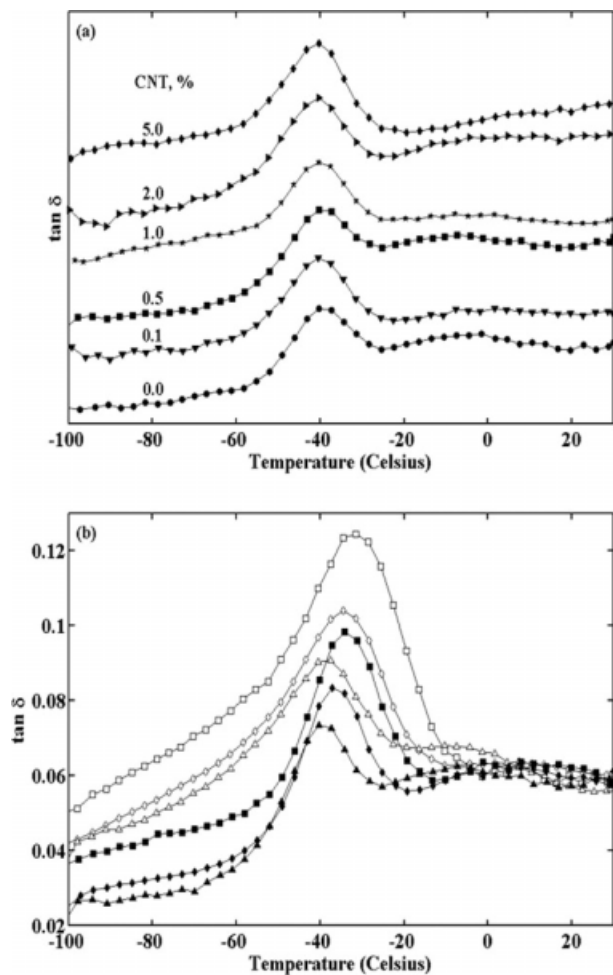 (a)
CNT, %
5.0
2.0
1.0
0.5
0.1
0.0
tan δ
-100 -80 -60 -40 -20 0 20
Temperature (Celsius)
(b)
0.12
0.1
0.08
0.06
0.04
0.02
tan δ
-100 -80 -60 -40 -20 0 20
Temperature (Celsius)